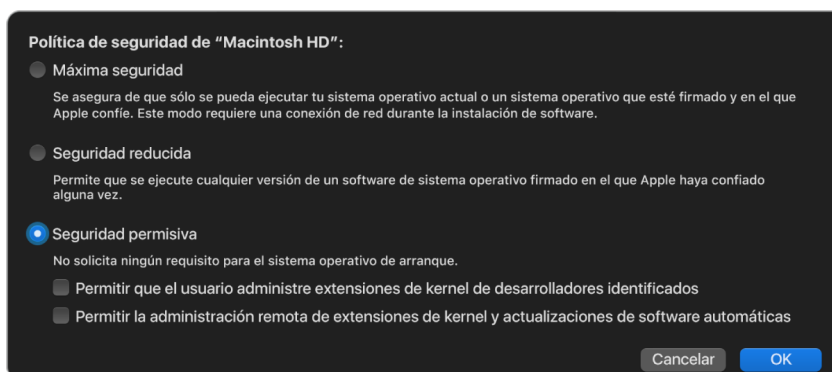 Política de seguridad de “Macintosh HD”:
Máxima seguridad
Se asegura de que sólo se pueda ejecutar tu sistema operativo actual o un sistema operativo que esté firmado y en el que
Apple confíe. Este modo requiere una conexión de red durante la instalación de software.
Seguridad reducida
Permite que se ejecute cualquier versión de un software de sistema operativo firmado en el que Apple haya confiado
alguna vez.
Seguridad permisiva
No solicita ningún requisito para el sistema operativo de arranque.
Permitir que el usuario administre extensiones de kernel de desarrolladores identificados
Permitir la administración remota de extensiones de kernel y actualizaciones de software automáticas
Cancelar OK